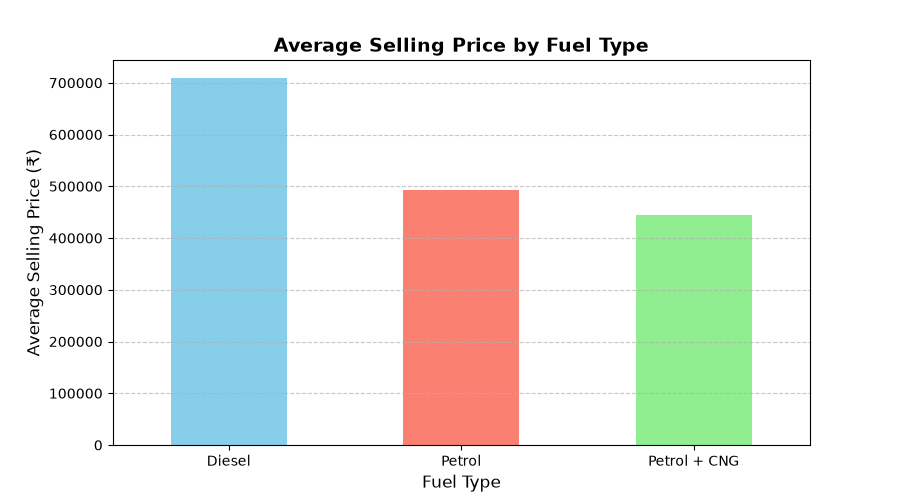 Average Selling Price by Fuel Type
Average Selling Price (₹)
700000
600000
500000
400000
300000
200000
100000
0
Diesel
Petrol
Petrol + CNG
Fuel Type